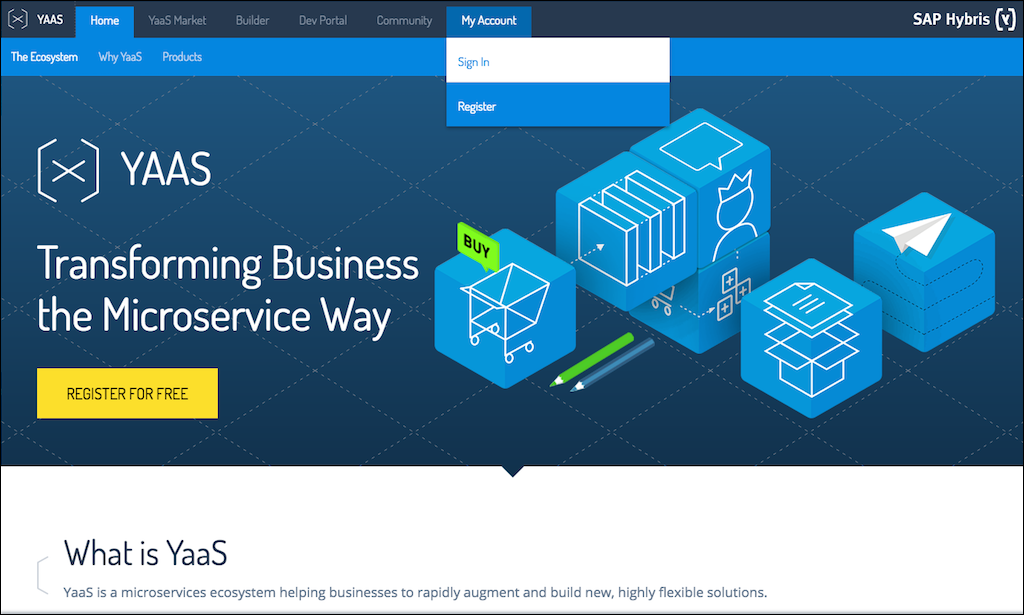 YAAS Home YaaS Market Builder Dev Portal Community My Account SAP Hybris
The Ecosystem Why YaaS Products
Sign In
Register
YAAS
BUY
Transforming Business
the Microservice Way
REGISTER FOR FREE
What is YaaS
YaaS is a microservices ecosystem helping businesses to rapidly augment and build new, highly flexible solutions.